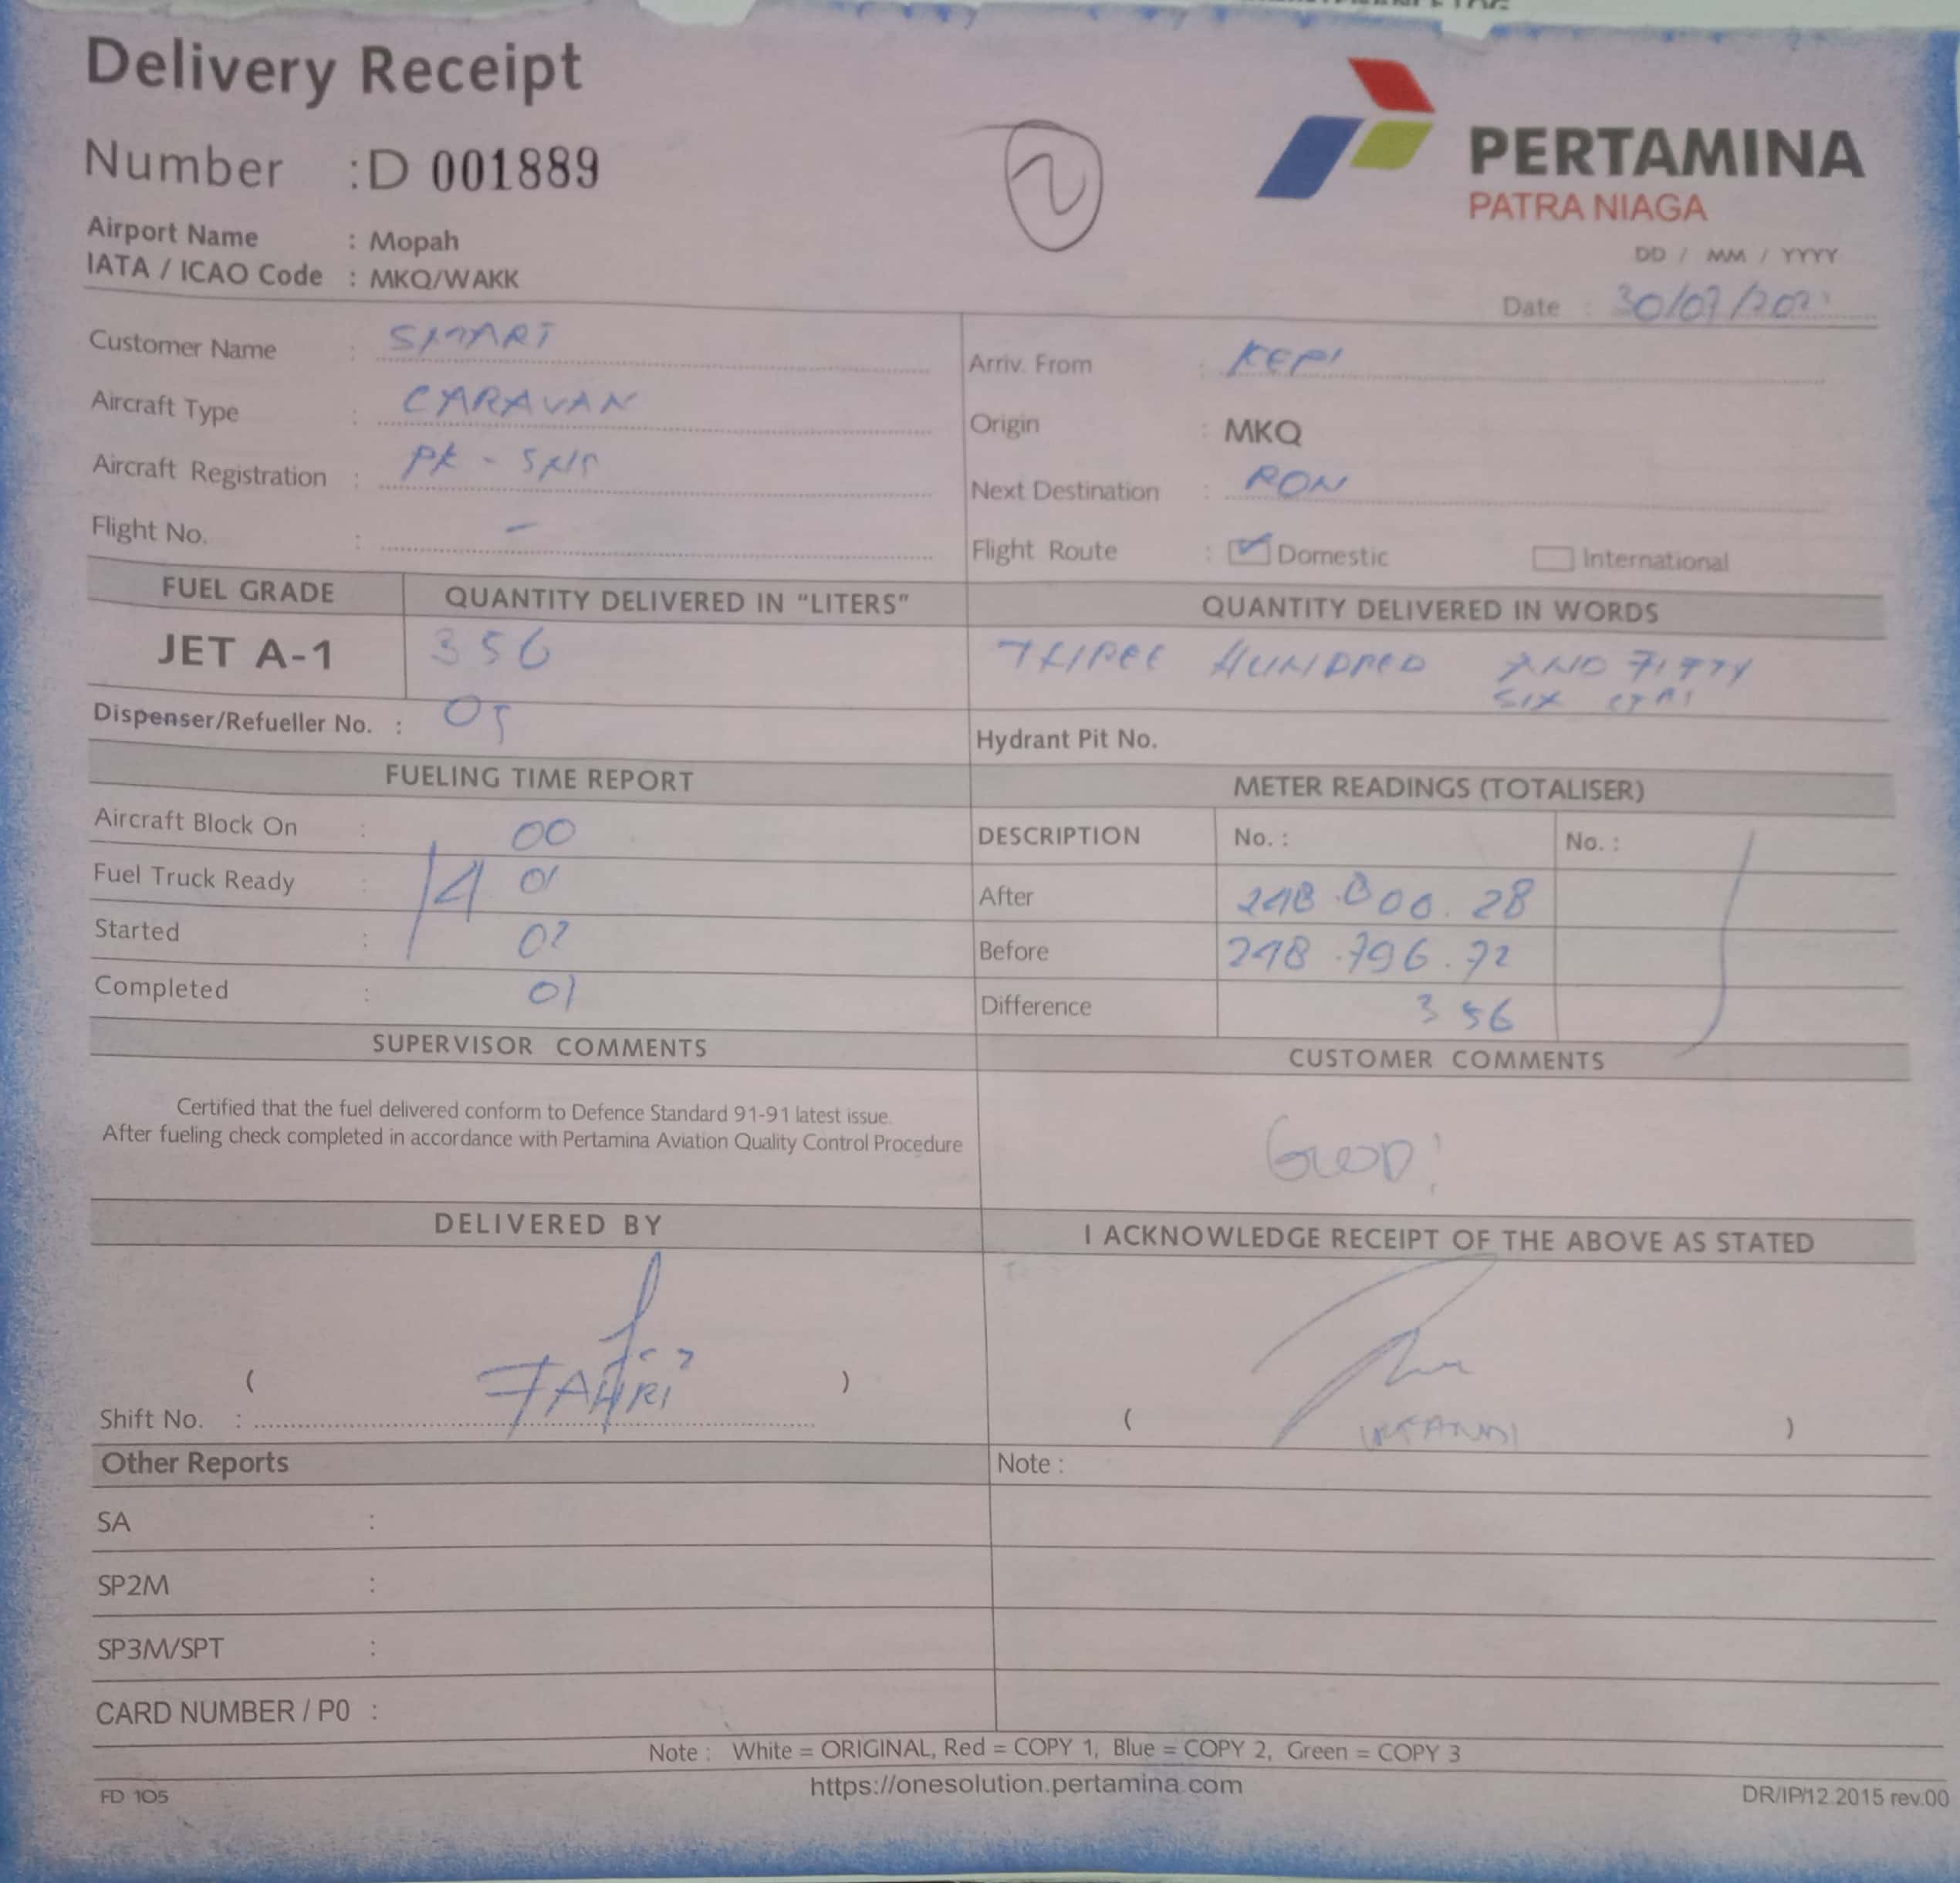 Delivery Receipt
Number : D 001889
2
PERTAMINA
PATRA NIAGA
Airport Name : Mopah
IATA / ICAO Code : MKQ/WAKK
DD / MM / YYYY
Date :
Customer Name : SMART
Aircraft Type : CARAVAN
Aircraft Registration : PK -
Flight No. : -
Arriv. From : KEPI
Origin : MKQ
Next Destination : RON
Flight Route : Domestic International
FUEL GRADE QUANTITY DELIVERED IN "LITERS" QUANTITY DELIVERED IN WORDS
JET A-1 356 THREE HUNDRED AND FIFTY
SIX
Dispenser/Refueller No. : 05
Hydrant Pit No.
FUELING TIME REPORT
Aircraft Block On : 00
Fuel Truck Ready : 14 01
Started : 02
Completed :
METER READINGS (TOTALISER)
DESCRIPTION No. : No. :
After
Before
Difference 356
SUPERVISOR COMMENTS
Certified that the fuel delivered conform to Defence Standard 91-91 latest issue.
After fueling check completed in accordance with Pertamina Aviation Quality Control Procedure
CUSTOMER COMMENTS
GOOD!
DELIVERED BY
( FAHRI )
Shift No. :
I ACKNOWLEDGE RECEIPT OF THE ABOVE AS STATED
( )
Other Reports
SA :
SP2M :
SP3M/SPT :
CARD NUMBER / P0 :
Note :
Note : White = ORIGINAL, Red = COPY 1, Blue = COPY 2, Green = COPY 3
https://onesolution.pertamina.com
FD 105
DR/IP/12.2015 rev.00